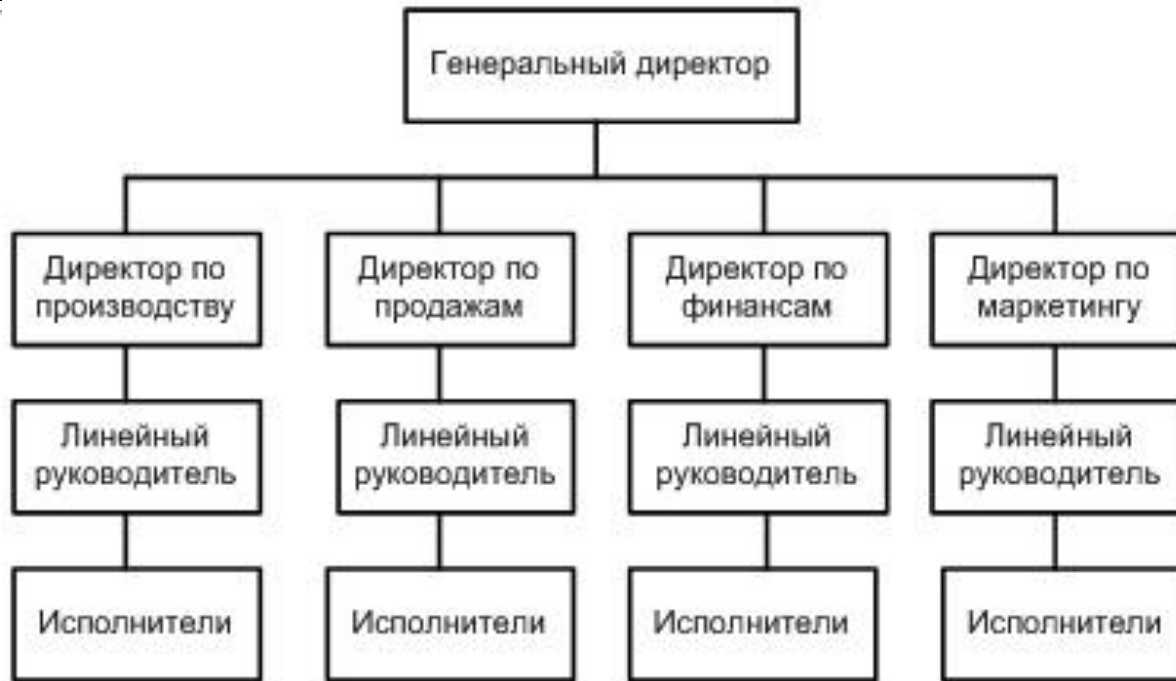 Генеральный директор
Директор по
производству
Директор по
продажам
Директор по
финансам
Директор по
маркетингу
Линейный
руководитель
Линейный
руководитель
Линейный
руководитель
Линейный
руководитель
Исполнители
Исполнители
Исполнители
Исполнители